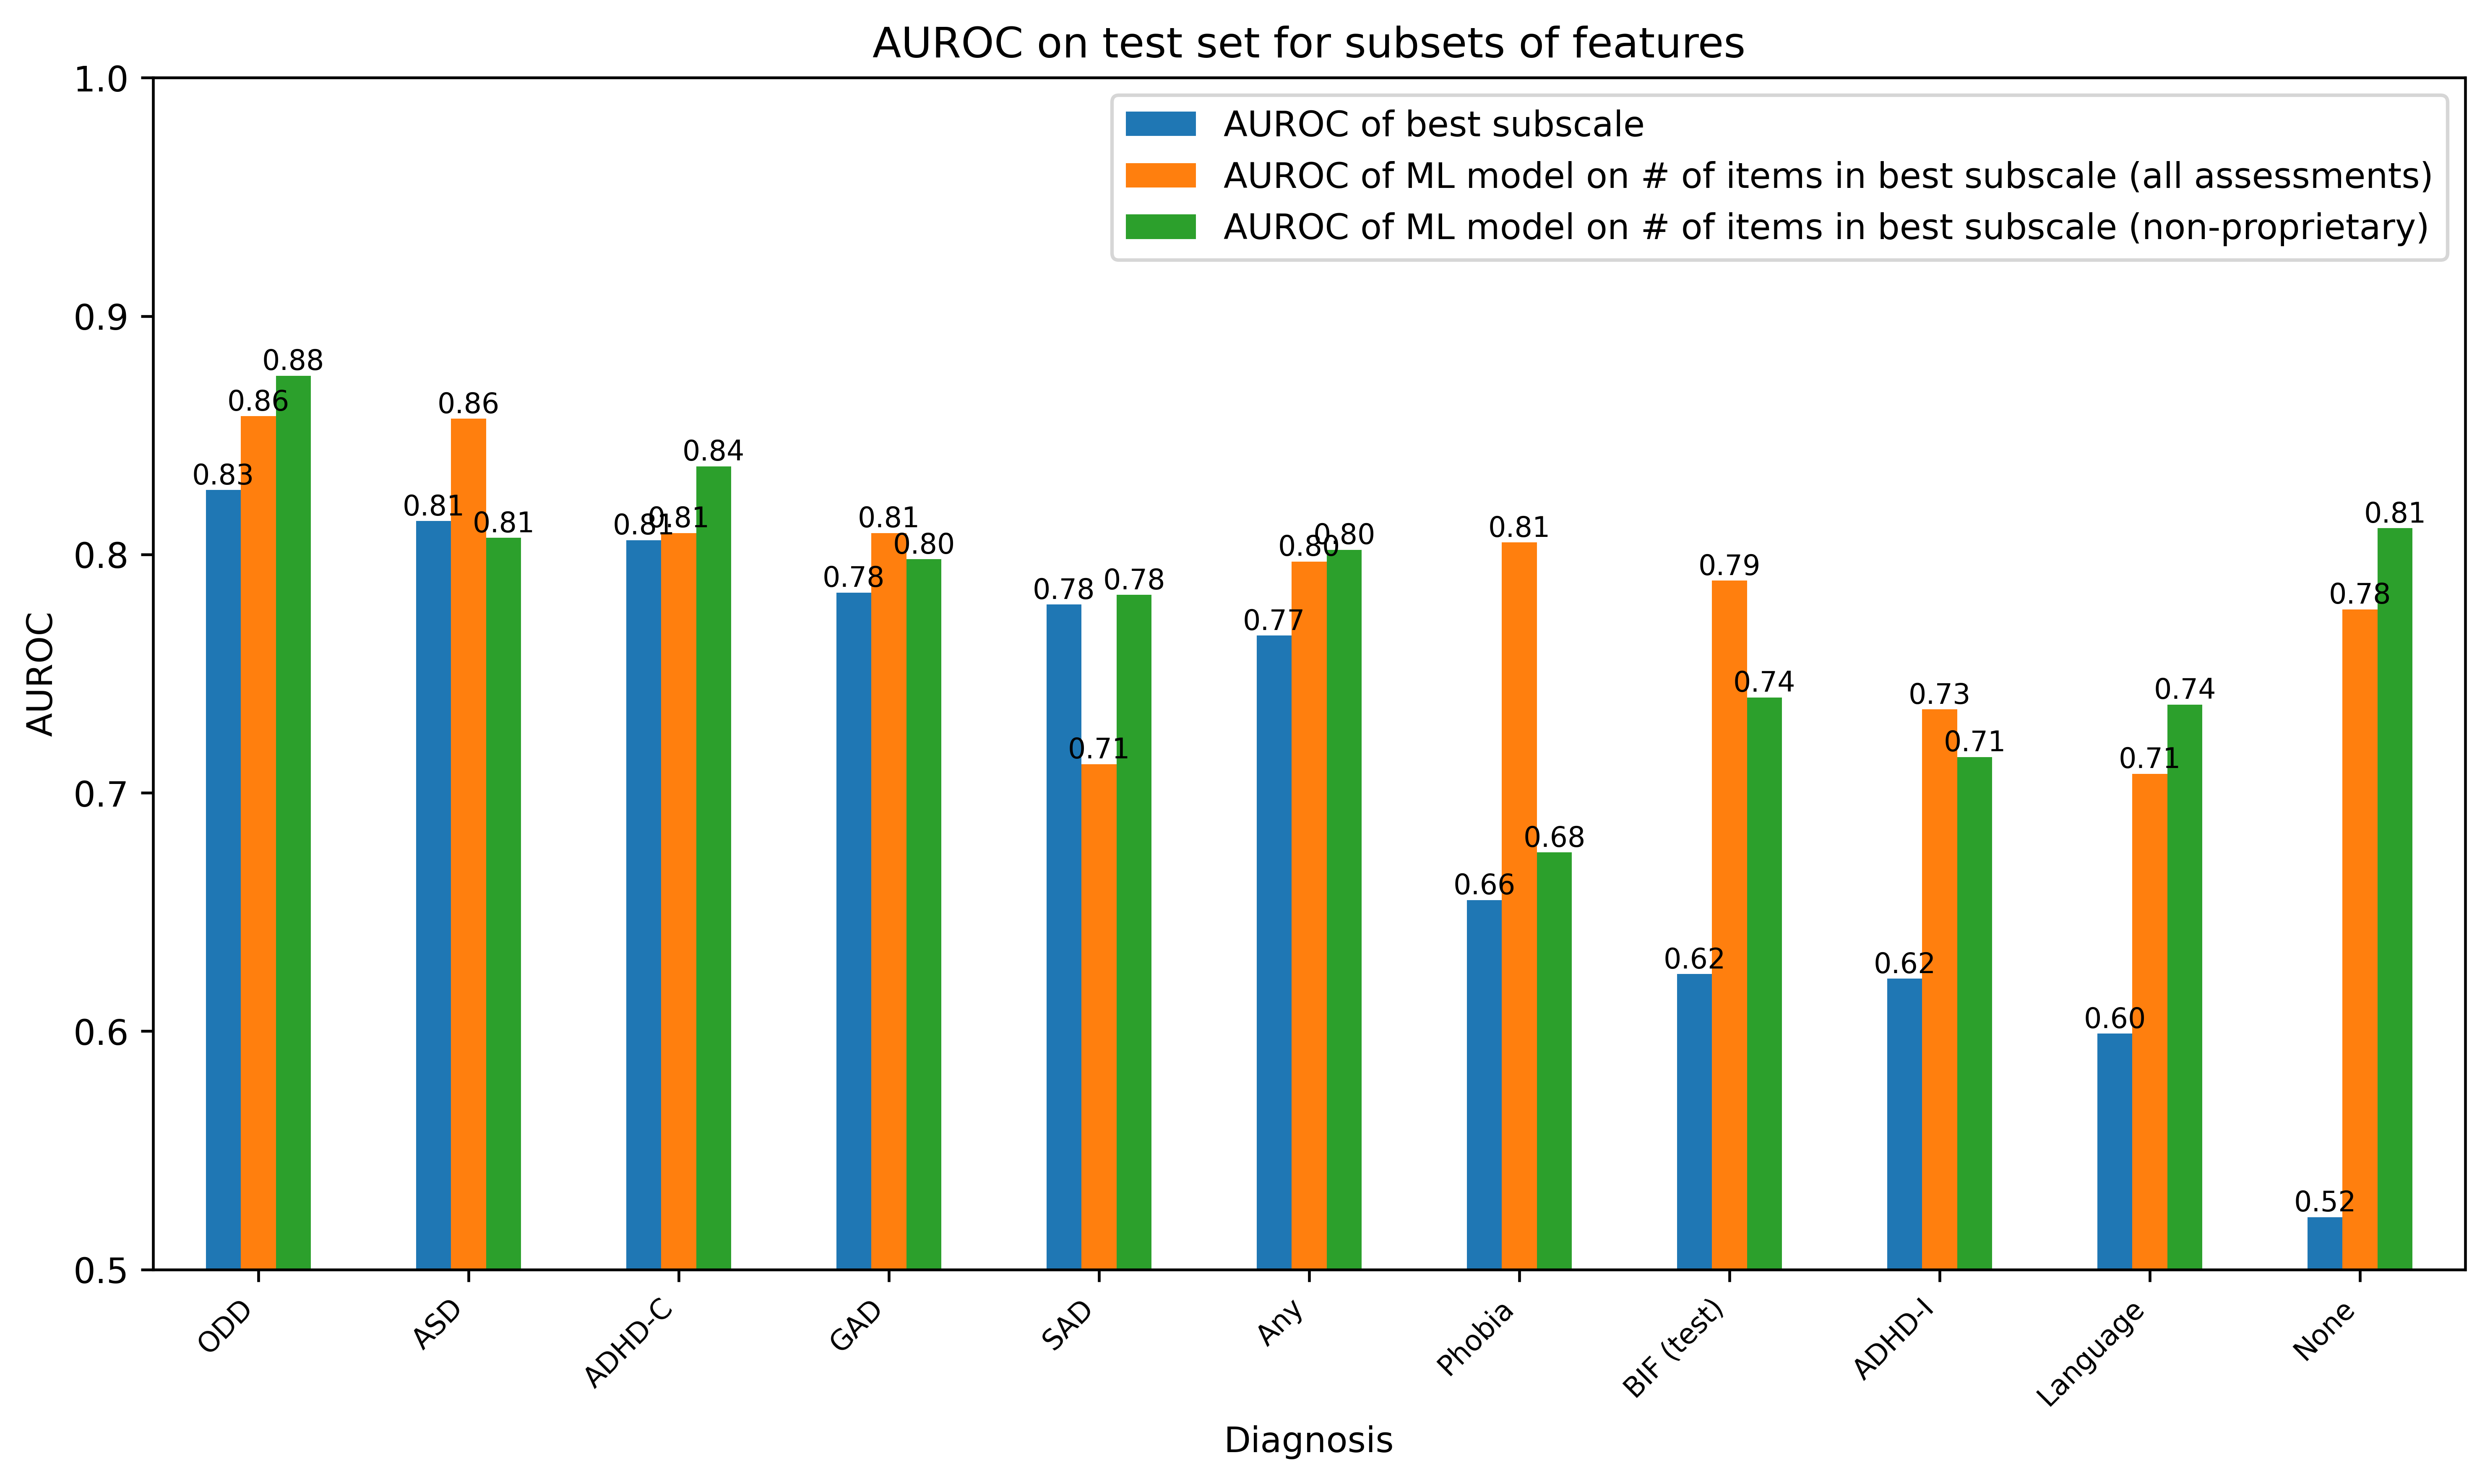 AUROC on test set for subsets of features
AUROC of best subscale
AUROC of ML model on # of items in best subscale (all assessments)
AUROC of ML model on # of items in best subscale (non-proprietary)
AUROC
1.0
0.9
0.8
0.7
0.6
0.5
0.83
0.86
0.88
0.81
0.86
0.81
0.81
0.81
0.84
0.78
0.81
0.80
0.78
0.71
0.78
0.77
0.80
0.80
0.66
0.81
0.68
0.62
0.79
0.74
0.62
0.73
0.71
0.60
0.71
0.74
0.52
0.78
0.81
ODD
ASD
ADHD-C
GAD
SAD
Any
Phobia
BIF (test)
ADHD-I
Language
None
Diagnosis